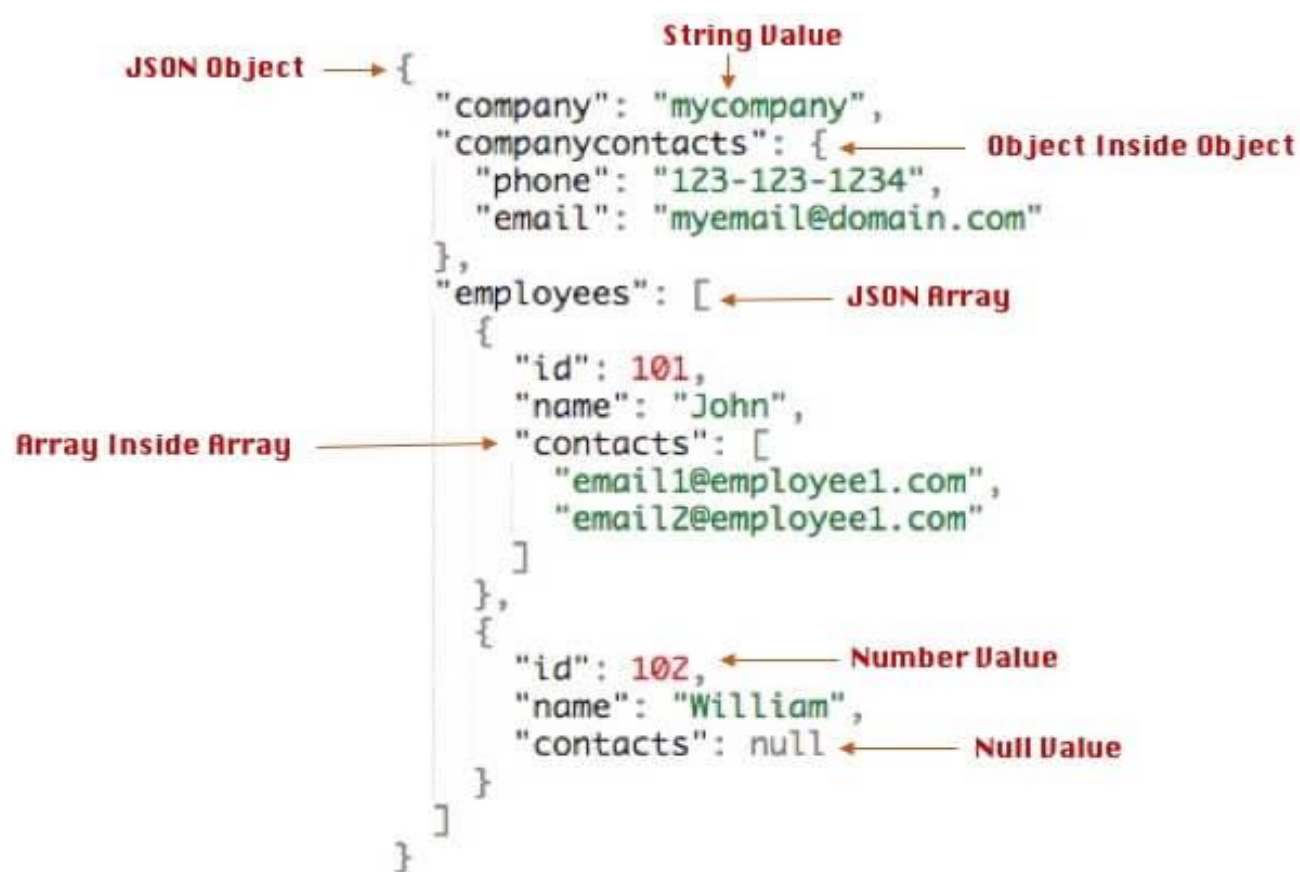 String Value
JSON Object {
"company": "mycompany",
"companycontacts": { Object Inside Object
"phone": "123-123-1234",
"email": "myemail@domain.com"
},
"employees": [ JSON Array
{
"id": 101,
"name": "John",
Array Inside Array "contacts": [
"email1@employee1.com",
"email2@employee1.com"
]
},
{
"id": 102, Number Value
"name": "William",
"contacts": null Null Value
}
]
}